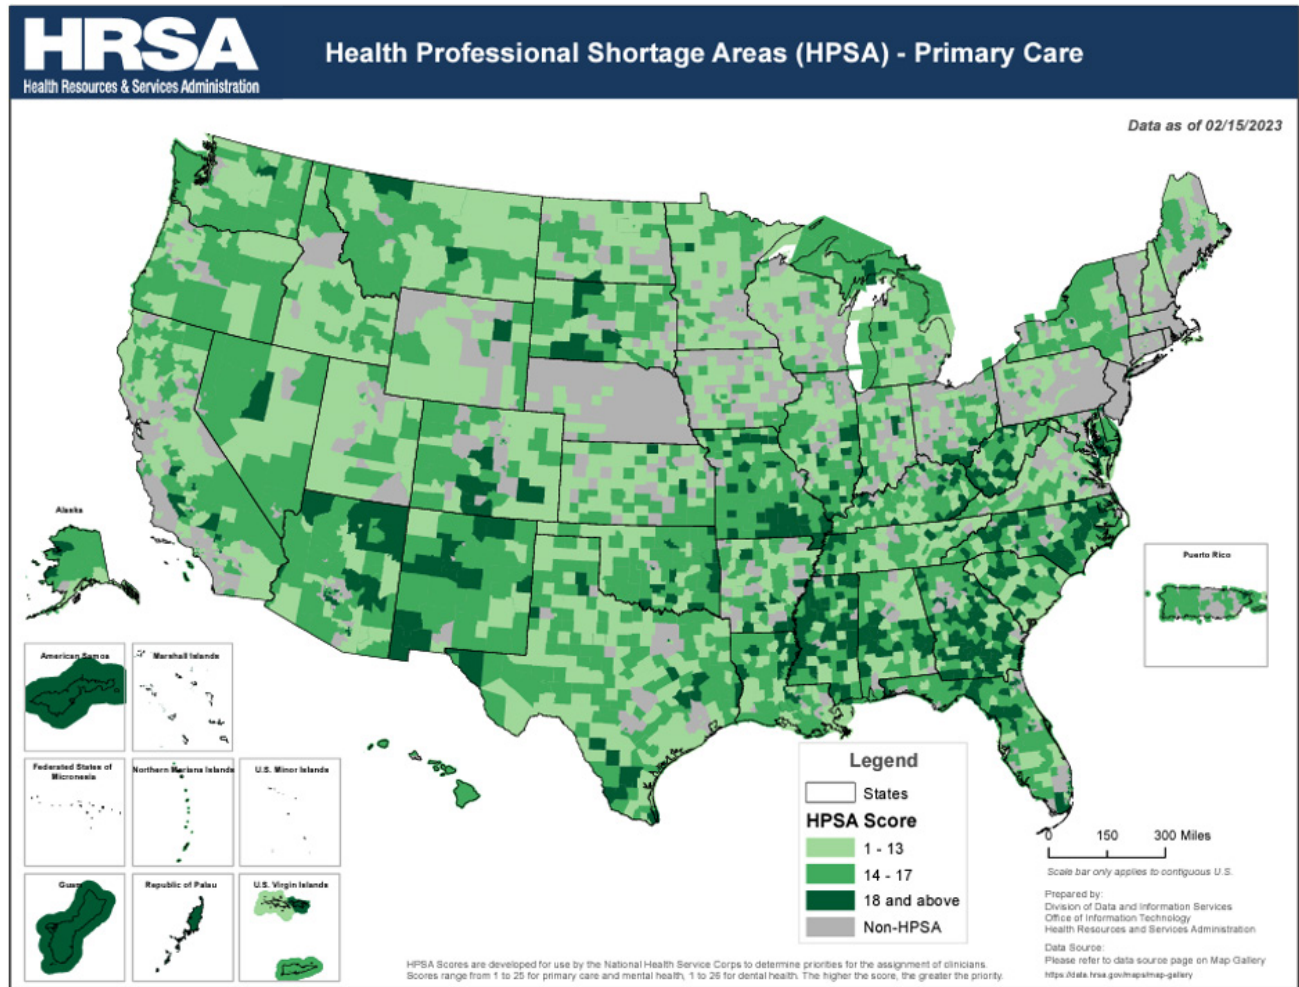 HRSA
Health Resources & Services Administration
Health Professional Shortage Areas (HPSA) - Primary Care
Data as of 02/15/2023
Alaska
American Samoa
Marshall Islands
Federated States of
Micronesia
Northern Mariana Islands
U.S. Minor Islands
Guam
Republic of Palau
U.S. Virgin Islands
Puerto Rico
Legend
States
HPSA Score
1 - 13
14 - 17
18 and above
Non-HPSA
0 150 300 Miles
Scale bar only applies to contiguous U.S.
Prepared by:
Division of Data and Information Services
Office of Information Technology
Health Resources and Services Administration
Data Source:
Please refer to data source page on Map Gallery
https://data.hrsa.gov/maps/map-gallery
HPSA Scores are developed for use by the National Health Service Corps to determine priorities for the assignment of clinicians.
Scores range from 1 to 25 for primary care and mental health, 1 to 26 for dental health. The higher the score, the greater the priority.